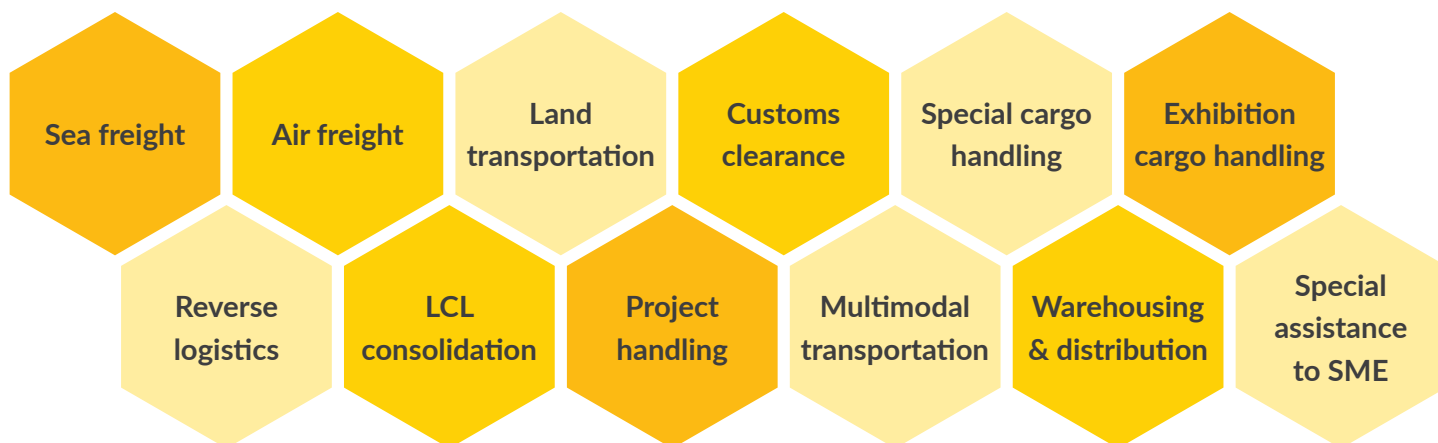 Sea freight
Air freight
Land
transportation
Customs
clearance
Special cargo
handling
Exhibition
cargo handling
Reverse
logistics
LCL
consolidation
Project
handling
Multimodal
transportation
Warehousing
& distribution
Special
assistance
to SME